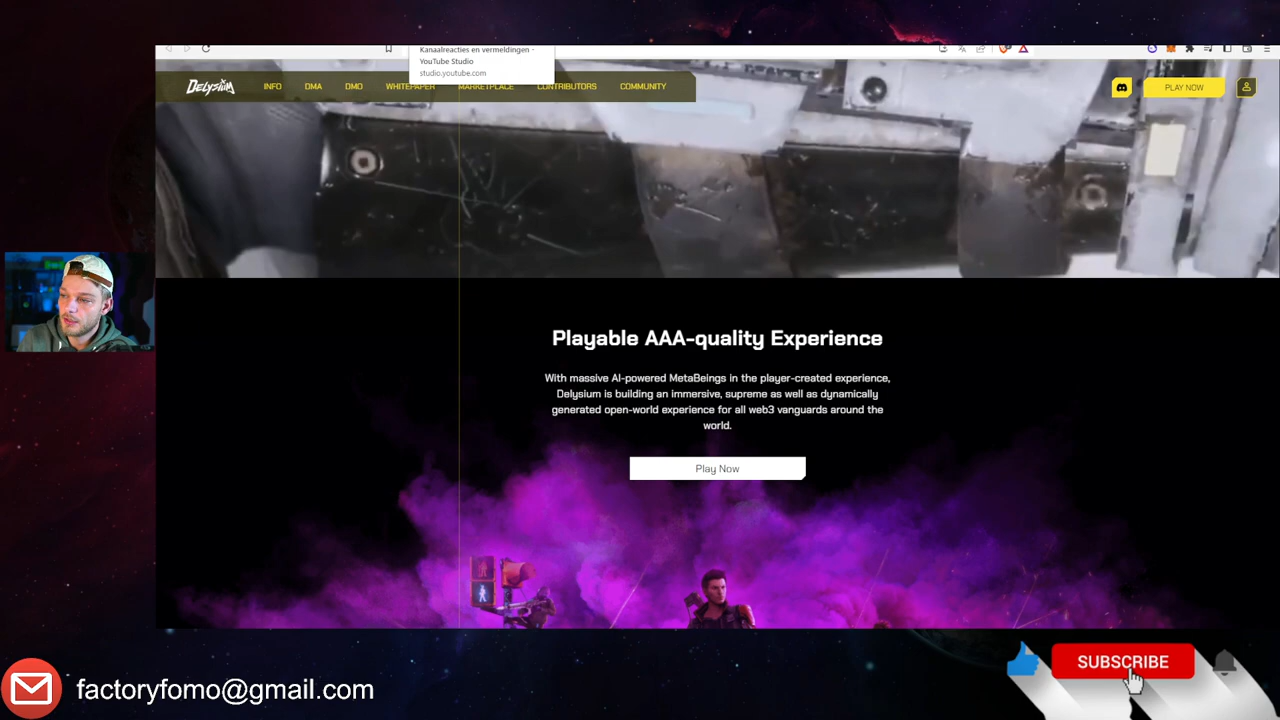 Kanaalreacties en vermeldingen -
YouTube Studio
studio.youtube.com
DELYSIUM
INFO
DMA
DMO
WHITEPAPER
MARKETPLACE
CONTRIBUTORS
COMMUNITY
PLAY NOW
Playable AAA-quality Experience
With massive AI-powered MetaBeings in the player-created experience,
Delysium is building an immersive, supreme as well as dynamically
generated open-world experience for all web3 vanguards around the
world.
Play Now
factoryfomo@gmail.com
SUBSCRIBE